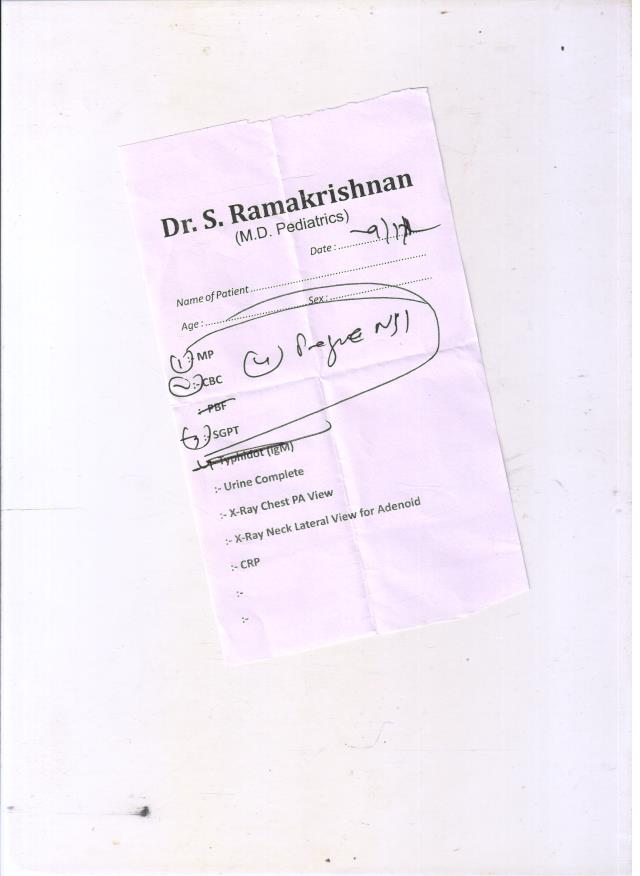 Dr. S. Ramakrishnan
(M.D. Pediatrics)
Date :
Name of Patient
Age : Sex :
(1) :- MP
(2) :- CBC
:- PBF
(3) :- SGPT
(4) NS1
:- Typhidot (IgM)
:- Urine Complete
:- X-Ray Chest PA View
:- X-Ray Neck Lateral View for Adenoid
:- CRP
:-
:-